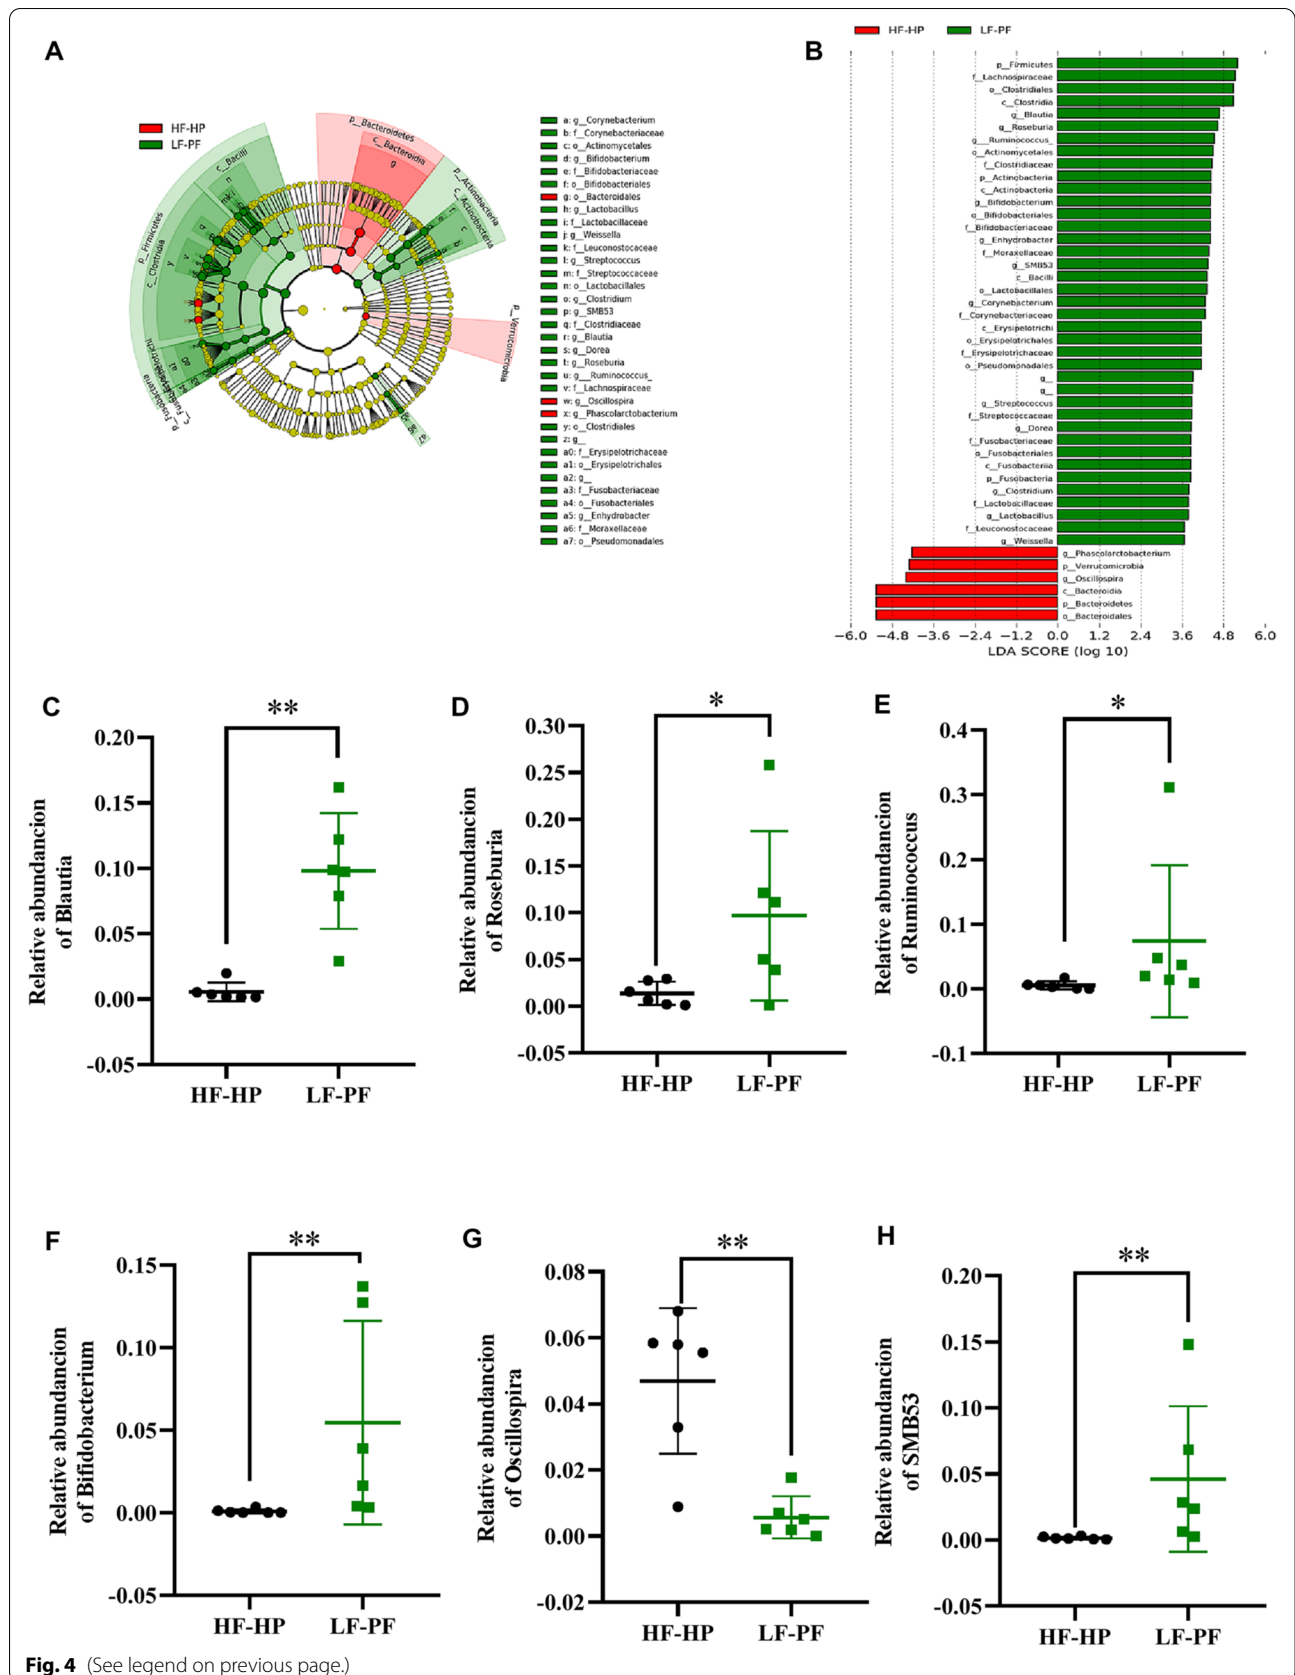 A
HF-HP
LF-PF
p__Bacteroidetes
c__Bacteroidia
g
p__Actinobacteria
c__Actinobacteria
c__Bacilli
n
p__Firmicutes
c__Clostridia
y
p__Verrucomicrobia
p__Fusobacteria
a: g__Corynebacterium
b: f__Corynebacteriaceae
c: o__Actinomycetales
d: g__Bifidobacterium
e: f__Bifidobacteriaceae
f: o__Bifidobacteriales
g: o__Bacteroidales
h: g__Lactobacillus
i: f__Lactobacillaceae
j: g__Weissella
k: f__Leuconostocaceae
l: g__Streptococcus
m: f__Streptococcaceae
n: o__Lactobacillales
o: g__Clostridium
p: g__SMB53
q: f__Clostridiaceae
r: g__Blautia
s: g__Dorea
t: g__Roseburia
u: g___Ruminococcus_
v: f__Lachnospiraceae
w: g__Oscillospira
x: g__Phascolarctobacterium
y: o__Clostridiales
z: g__
a0: f__Erysipelotrichaceae
a1: o__Erysipelotrichales
a2: g__
a3: f__Fusobacteriaceae
a4: o__Fusobacteriales
a5: g__Enhydrobacter
a6: f__Moraxellaceae
a7: o__Pseudomonadales
B
HF-HP LF-PF
p__Firmicutes
f__Lachnospiraceae
o__Clostridiales
c__Clostridia
g__Blautia
g__Roseburia
g___Ruminococcus_
o__Actinomycetales
f__Clostridiaceae
p__Actinobacteria
c__Actinobacteria
g__Bifidobacterium
o__Bifidobacteriales
f__Bifidobacteriaceae
g__Enhydrobacter
f__Moraxellaceae
g__SMB53
c__Bacilli
o__Lactobacillales
g__Corynebacterium
f__Corynebacteriaceae
c__Erysipelotrichi
o__Erysipelotrichales
f__Erysipelotrichaceae
o__Pseudomonadales
g__
g__
g__Streptococcus
f__Streptococcaceae
g__Dorea
f__Fusobacteriaceae
o__Fusobacteriales
c__Fusobacteriia
p__Fusobacteria
g__Clostridium
f__Lactobacillaceae
g__Lactobacillus
f__Leuconostocaceae
g__Weissella
g__Phascolarctobacterium
p__Verrucomicrobia
g__Oscillospira
c__Bacteroidia
p__Bacteroidetes
o__Bacteroidales
−6.0 −4.8 −3.6 −2.4 −1.2 0.0 1.2 2.4 3.6 4.8 6.0
LDA SCORE (log 10)
C
**
Relative abundancion
of Blautia
0.20
0.15
0.10
0.05
0.00
-0.05
HF-HP LF-PF
D
*
Relative abundancion
of Roseburia
0.30
0.25
0.20
0.15
0.10
0.05
0.00
-0.05
HF-HP LF-PF
E
*
Relative abundancion
of Ruminococcus
0.4
0.3
0.2
0.1
0.0
-0.1
HF-HP LF-PF
F
**
Relative abundancion
of Bifidobacterium
0.15
0.10
0.05
0.00
-0.05
HF-HP LF-PF
G
**
Relative abundancion
of Oscillospira
0.08
0.06
0.04
0.02
0.00
-0.02
HF-HP LF-PF
H
**
Relative abundancion
of SMB53
0.20
0.15
0.10
0.05
0.00
-0.05
HF-HP LF-PF
Fig. 4 (See legend on previous page.)